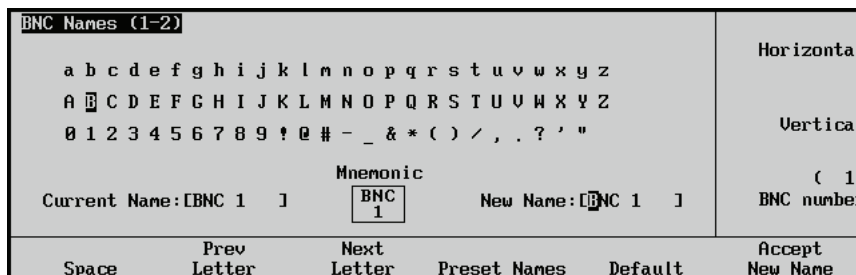 BNC Names (1-2)
a b c d e f g h i j k l m n o p q r s t u v w x y z
A B C D E F G H I J K L M N O P Q R S T U V W X Y Z
0 1 2 3 4 5 6 7 8 9 ! @ # - _ & * ( ) / , . ? ' "
Mnemonic
BNC
1
Current Name:[BNC 1 ]
New Name:[BNC 1 ]
Horizonta
Vertica
( 1
BNC number
Space
Prev
Letter
Next
Letter
Preset Names
Default
Accept
New Name